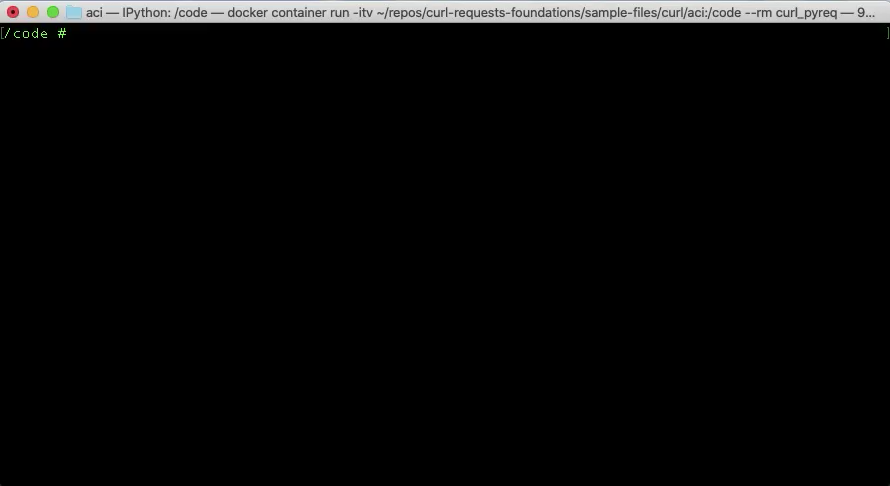 aci — IPython: /code — docker container run -itv ~/repos/curl-requests-foundations/sample-files/curl/aci:/code --rm curl_pyreq — 9...
[/code # ]